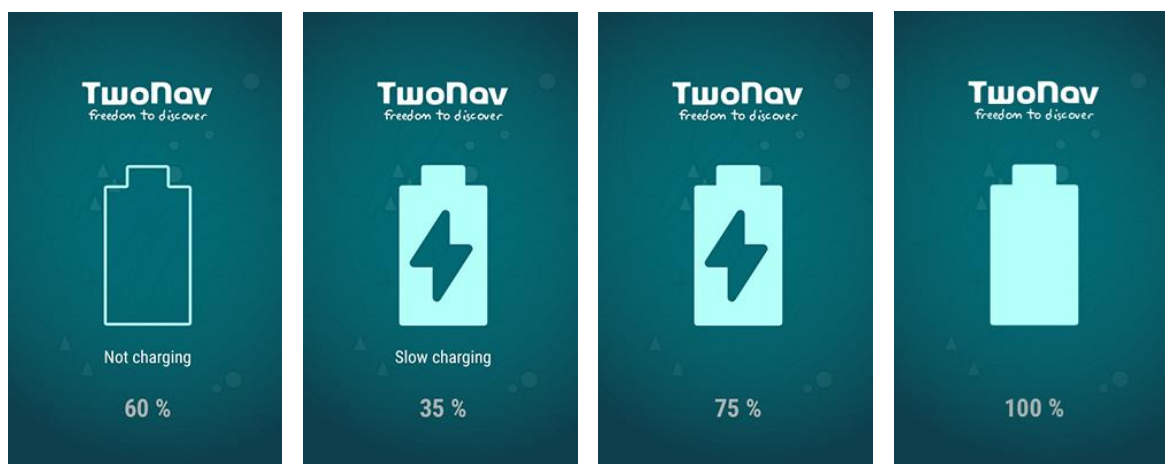 TwoNav
freedom to discover
Not charging
60 %
TwoNav
freedom to discover
Slow charging
35 %
TwoNav
freedom to discover
75 %
TwoNav
freedom to discover
100 %